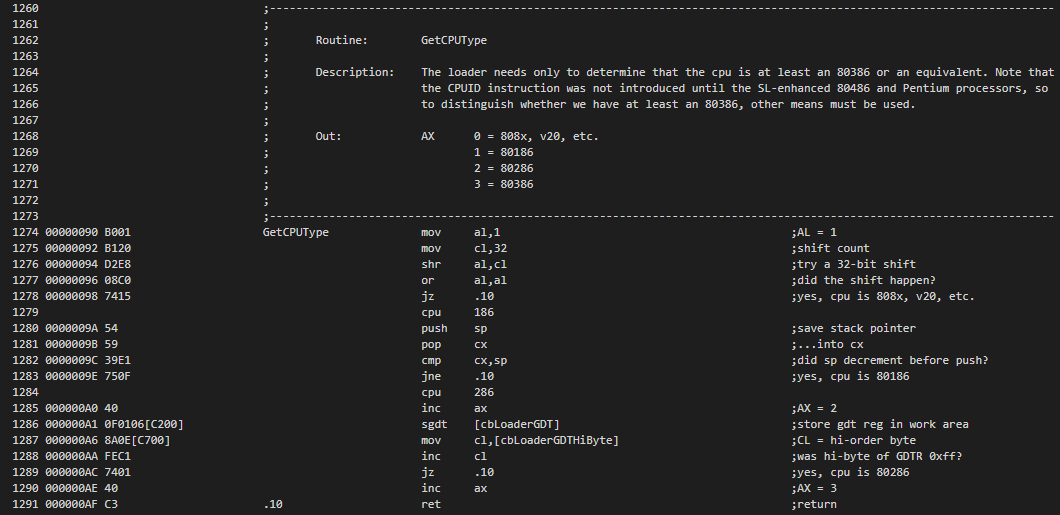 1260 ;-----------------------------------------------------------------------------------------------------------------------
1261 ;
1262 ; Routine: GetCPUType
1263 ;
1264 ; Description: The loader needs only to determine that the cpu is at least an 80386 or an equivalent. Note that
1265 ; the CPUID instruction was not introduced until the SL-enhanced 80486 and Pentium processors, so
1266 ; to distinguish whether we have at least an 80386, other means must be used.
1267 ;
1268 ; Out: AX 0 = 808x, v20, etc.
1269 ; 1 = 80186
1270 ; 2 = 80286
1271 ; 3 = 80386
1272 ;
1273 ;-----------------------------------------------------------------------------------------------------------------------
1274 00000090 B001 GetCPUType mov al,1 ;AL = 1
1275 00000092 B120 mov cl,32 ;shift count
1276 00000094 D2E8 shr al,cl ;try a 32-bit shift
1277 00000096 08C0 or al,al ;did the shift happen?
1278 00000098 7415 jz .10 ;yes, cpu is 808x, v20, etc.
1279 cpu 186
1280 0000009A 54 push sp ;save stack pointer
1281 0000009B 59 pop cx ;...into cx
1282 0000009C 39E1 cmp cx,sp ;did sp decrement before push?
1283 0000009E 750F jne .10 ;yes, cpu is 80186
1284 cpu 286
1285 000000A0 40 inc ax ;AX = 2
1286 000000A1 0F0106[C200] sgdt [cbLoaderGDT] ;store gdt reg in work area
1287 000000A6 8A0E[C700] mov cl,[cbLoaderGDTHiByte] ;CL = hi-order byte
1288 000000AA FEC1 inc cl ;was hi-byte of GDTR 0xff?
1289 000000AC 7401 jz .10 ;yes, cpu is 80286
1290 000000AE 40 inc ax ;AX = 3
1291 000000AF C3 .10 ret ;return